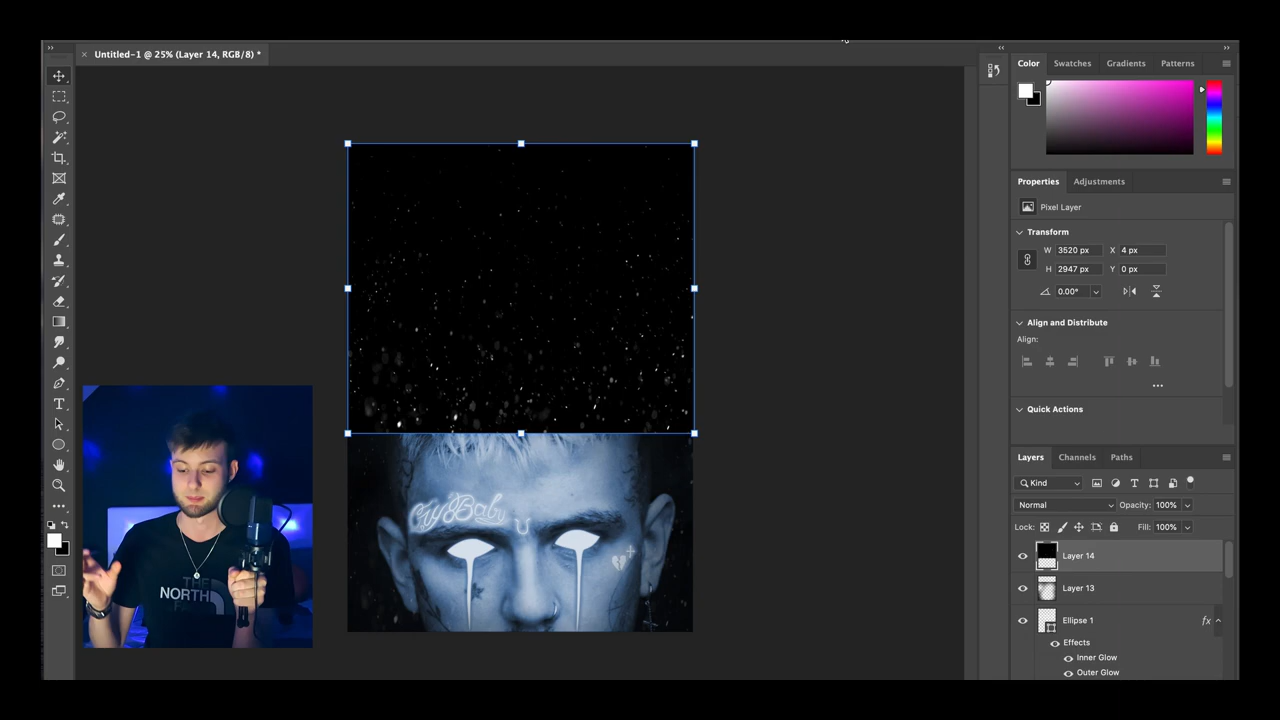 Untitled-1 @ 25% (Layer 14, RGB/8) *
Color Swatches Gradients Patterns
Properties Adjustments
Pixel Layer
Transform
W 3520 px X 4 px
H 2947 px Y 0 px
0.00°
Align and Distribute
Align:
Quick Actions
Layers Channels Paths
Kind
Normal Opacity: 100%
Lock: Fill: 100%
Layer 14
Layer 13
Ellipse 1 fx
Effects
Inner Glow
Outer Glow
CryBaby
THE
NORTH